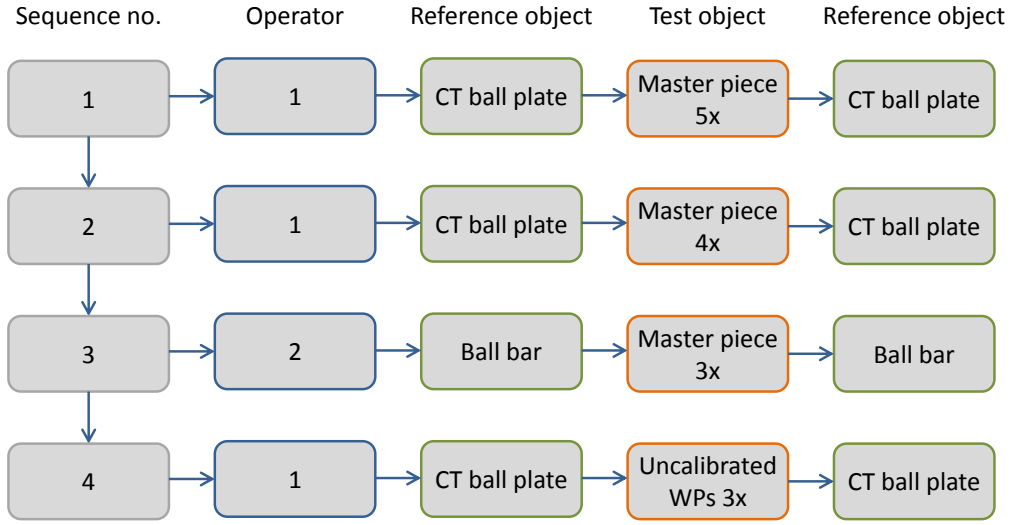 Sequence no. Operator Reference object Test object Reference object
1 1 CT ball plate Master piece 5x CT ball plate
2 1 CT ball plate Master piece 4x CT ball plate
3 2 Ball bar Master piece 3x Ball bar
4 1 CT ball plate Uncalibrated WPs 3x CT ball plate